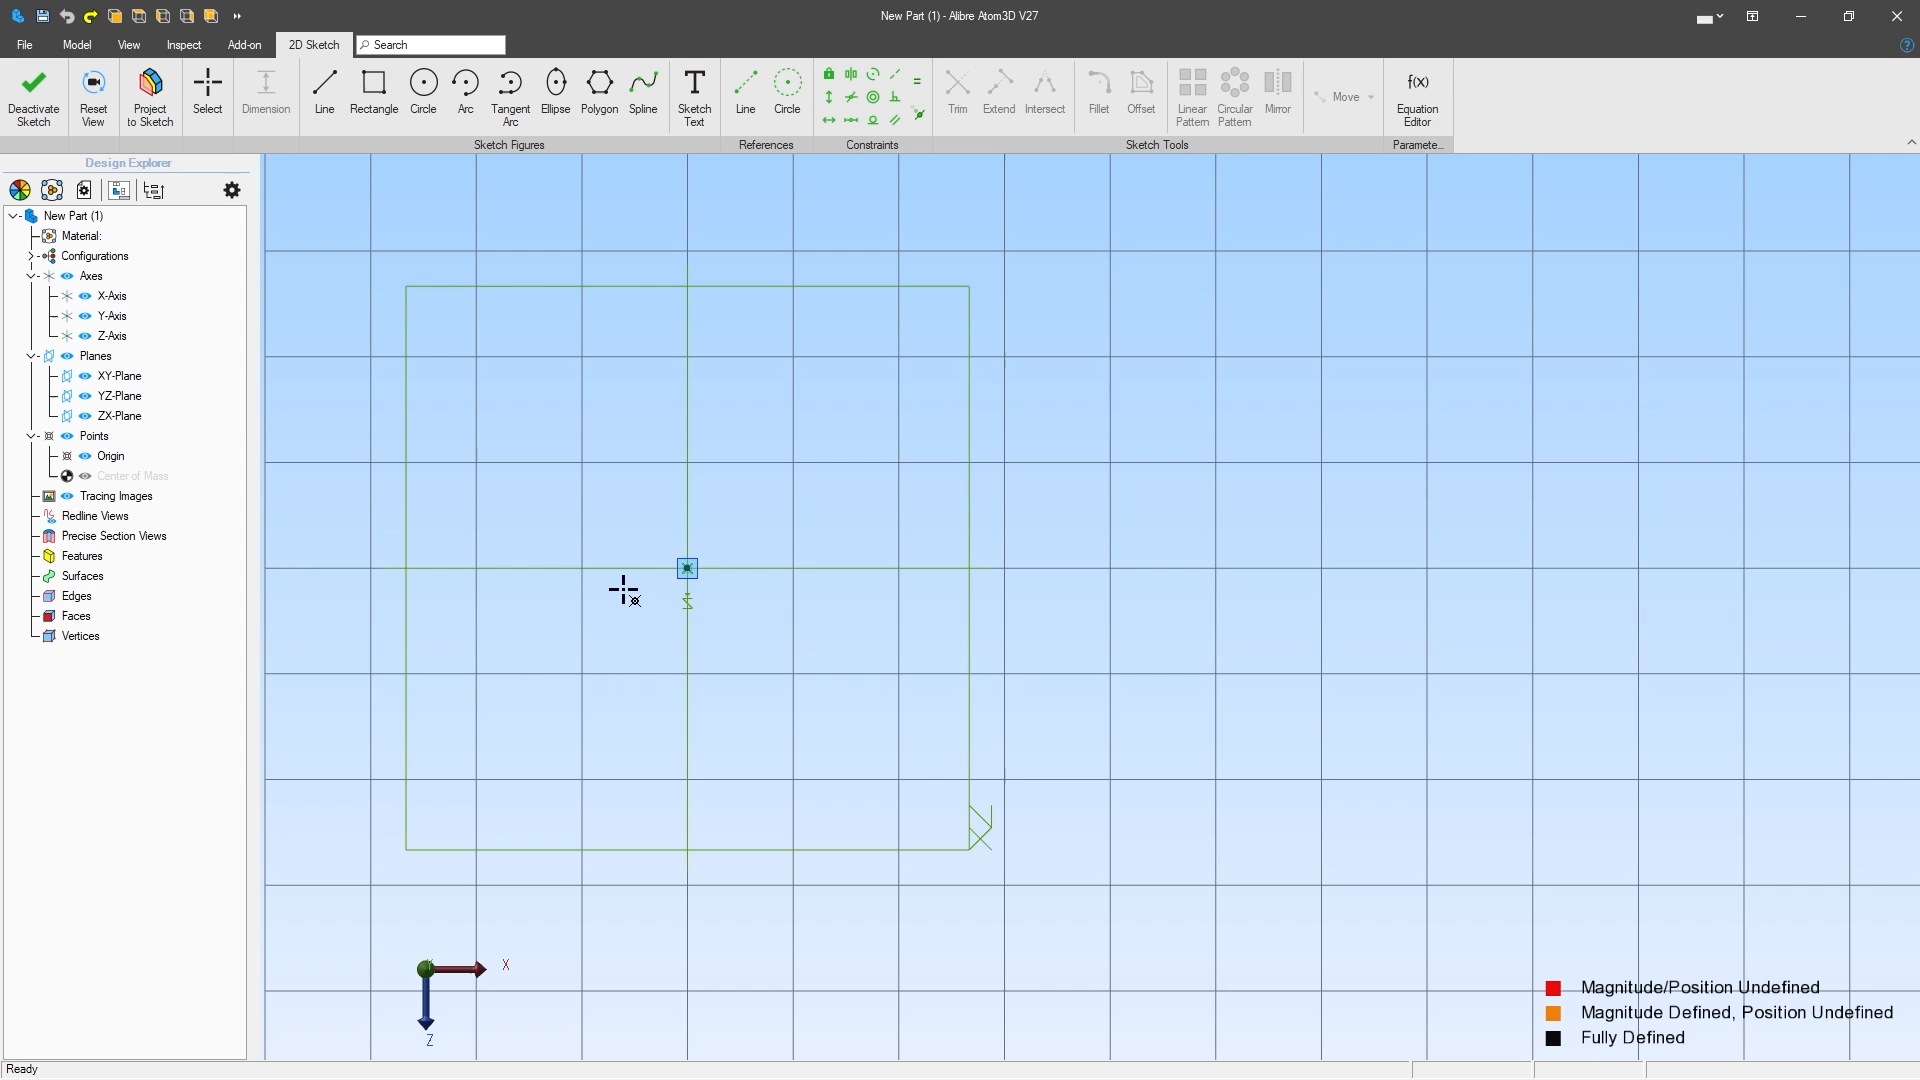 New Part (1) - Alibre Atom3D V27
File Model View Inspect Add-on 2D Sketch Search
Deactivate Sketch
Reset View
Project to Sketch
Select
Dimension
Line
Rectangle
Circle
Arc
Tangent Arc
Ellipse
Polygon
Spline
Sketch Text
Line
Circle
Trim
Extend
Intersect
Fillet
Offset
Linear Pattern
Circular Pattern
Mirror
Move
f(x)
Equation Editor
Sketch Figures
References
Constraints
Sketch Tools
Paramete...
Design Explorer
New Part (1)
Material:
Configurations
Axes
X-Axis
Y-Axis
Z-Axis
Planes
XY-Plane
YZ-Plane
ZX-Plane
Points
Origin
Center of Mass
Tracing Images
Redline Views
Precise Section Views
Features
Surfaces
Edges
Faces
Vertices
X
Z
Magnitude/Position Undefined
Magnitude Defined, Position Undefined
Fully Defined
Ready